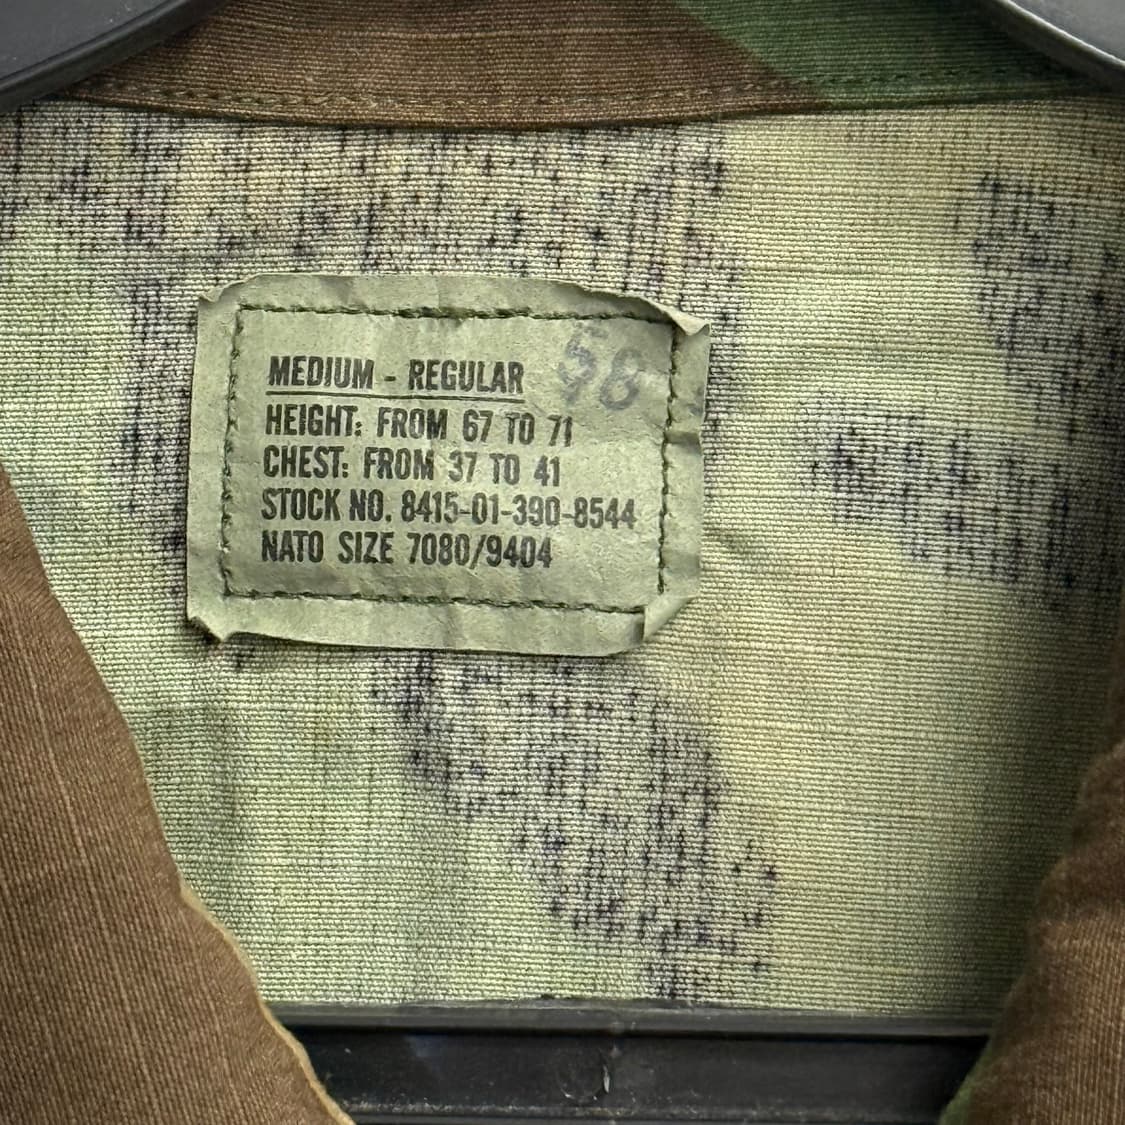 MEDIUM - REGULAR
58
HEIGHT: FROM 67 TO 71
CHEST: FROM 37 TO 41
STOCK NO. 8415-01-390-8544
NATO SIZE 7080/9404